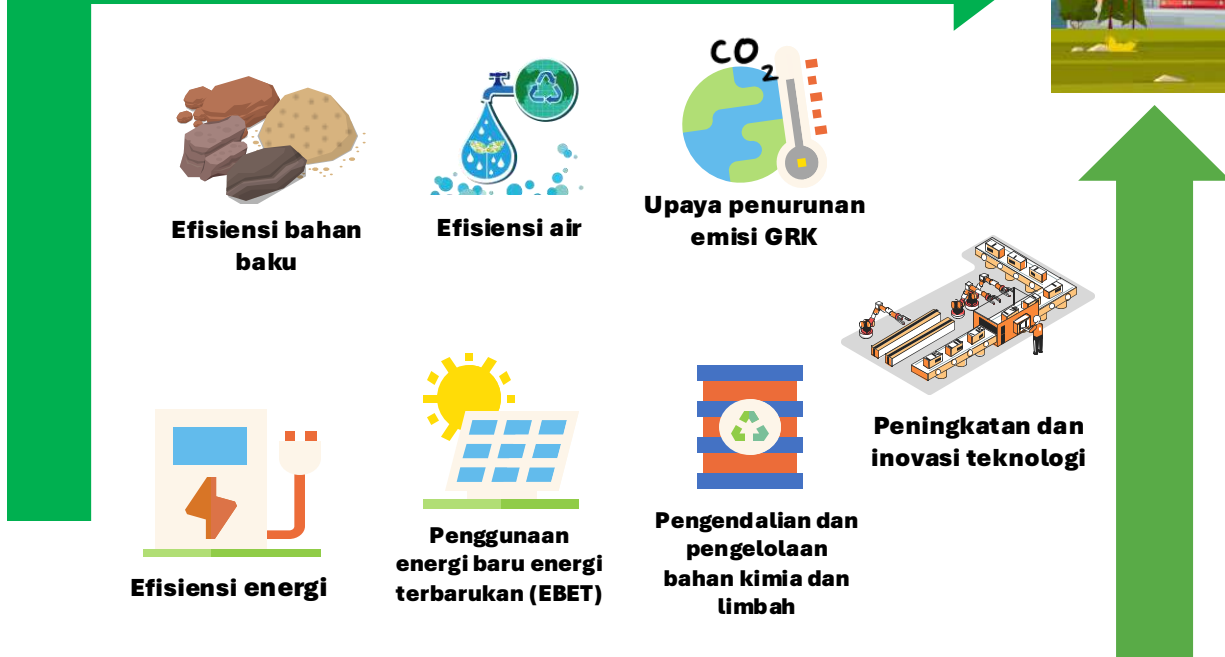 CO2
Efisiensi bahan
baku
Efisiensi air
Upaya penurunan
emisi GRK
Peningkatan dan
inovasi teknologi
Efisiensi energi
Penggunaan
energi baru energi
terbarukan (EBET)
Pengendalian dan
pengelolaan
bahan kimia dan
limbah